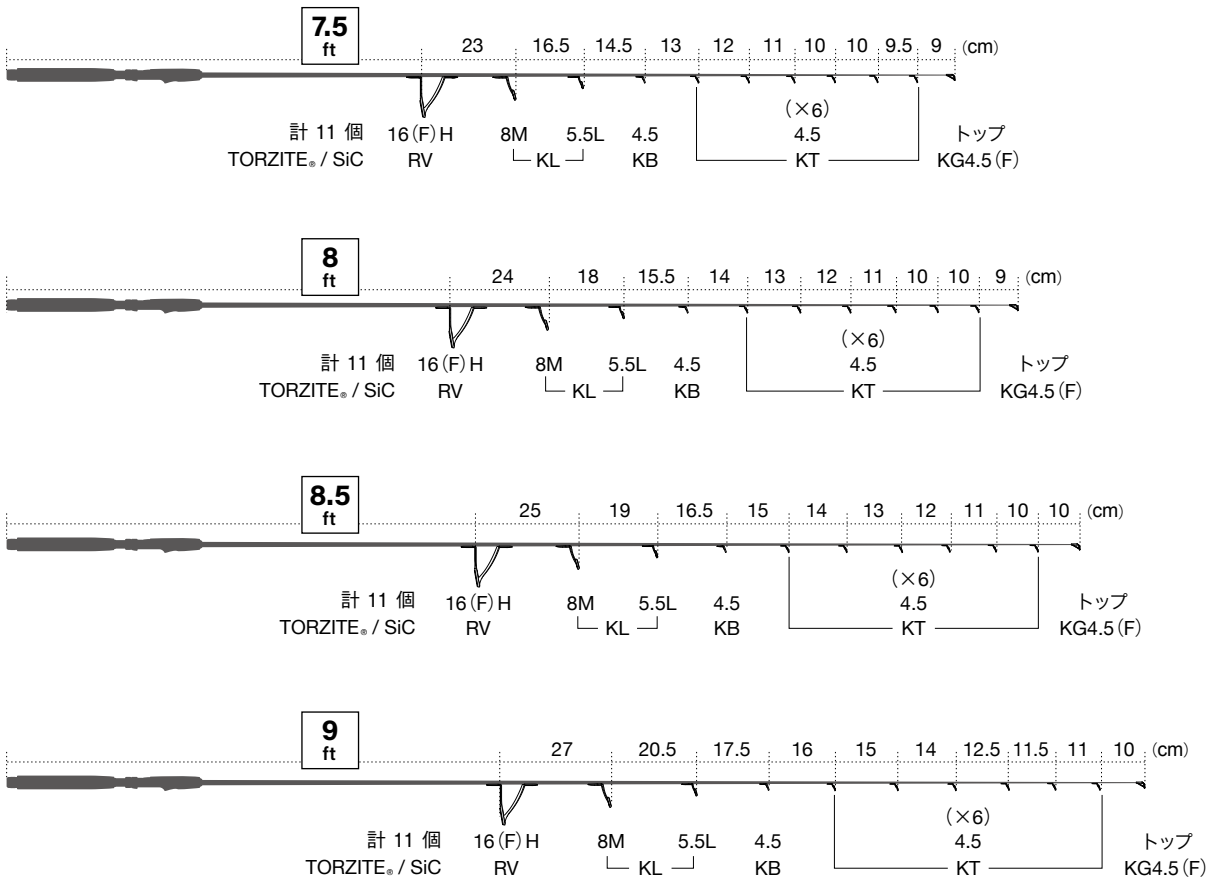 7.5
ft
23 16.5 14.5 13 12 11 10 10 9.5 9 (cm)
(×6)
計 11 個 16(F)H 8M 5.5L 4.5 4.5 トップ
TORZITE® / SiC RV KL KB KT KG4.5(F)
8
ft
24 18 15.5 14 13 12 11 10 10 9 (cm)
(×6)
計 11 個 16(F)H 8M 5.5L 4.5 4.5 トップ
TORZITE® / SiC RV KL KB KT KG4.5(F)
8.5
ft
25 19 16.5 15 14 13 12 11 10 10 (cm)
(×6)
計 11 個 16(F)H 8M 5.5L 4.5 4.5 トップ
TORZITE® / SiC RV KL KB KT KG4.5(F)
9
ft
27 20.5 17.5 16 15 14 12.5 11.5 11 10 (cm)
(×6)
計 11 個 16(F)H 8M 5.5L 4.5 4.5 トップ
TORZITE® / SiC RV KL KB KT KG4.5(F)